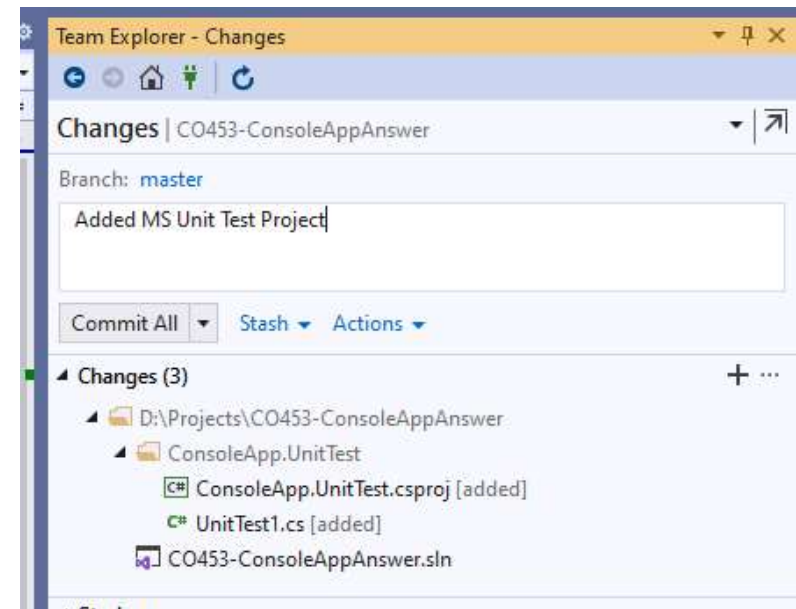 Team Explorer - Changes
Changes | CO453-ConsoleAppAnswer
Branch: master
Added MS Unit Test Project
Commit All Stash Actions
Changes (3)
D:\Projects\CO453-ConsoleAppAnswer
ConsoleApp.UnitTest
C# ConsoleApp.UnitTest.csproj [added]
C# UnitTest1.cs [added]
CO453-ConsoleAppAnswer.sln